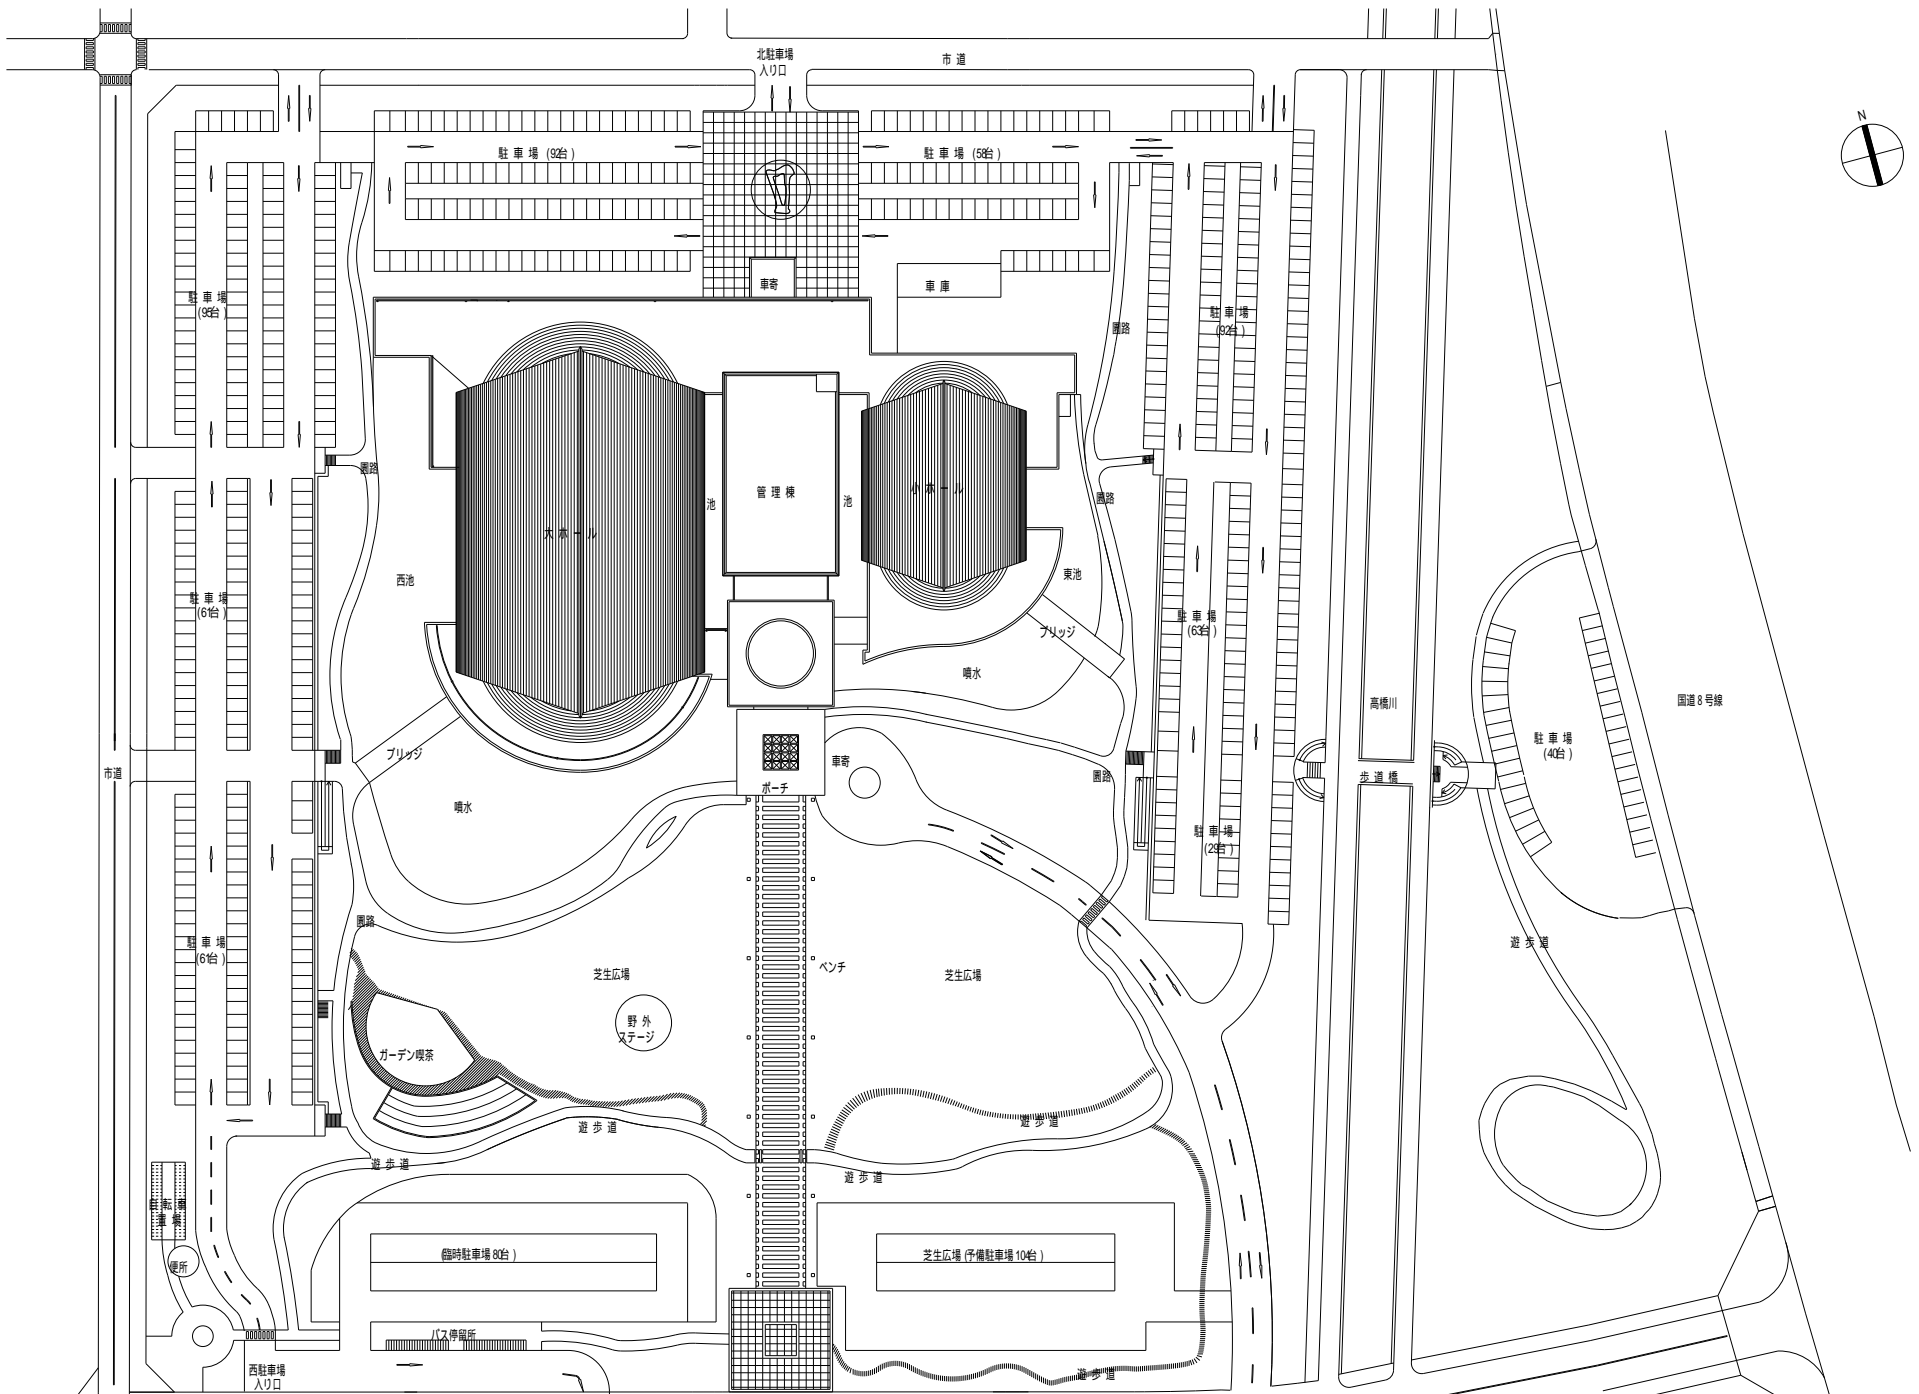 北駐車場
入り口
市 道
N
駐 車 場 (92台)
駐 車 場 (58台)
車寄
車 庫
駐 車 場
(95台)
駐 車 場
(92台)
園路
園路
管 理 棟
小 ホ ー ル
池
池
園路
大 ホ ー ル
西池
東池
駐 車 場
(61台)
駐 車 場
(63台)
ブリッジ
噴水
高橋川
国道8号線
駐 車 場
(40台)
ブリッジ
車寄
市道
園路
歩 道 橋
ポーチ
噴水
駐 車 場
(29台)
園路
駐 車 場
(61台)
遊 歩 道
芝生広場
ベンチ
芝生広場
野 外
ステージ
ガーデン喫茶
遊 歩 道
遊 歩 道
遊 歩 道
遊 歩 道
自 転 車
置 場
(臨時駐車場 80台)
芝生広場 (予備駐車場 104台)
便所
バス停留所
西駐車場
入り口
遊 歩 道